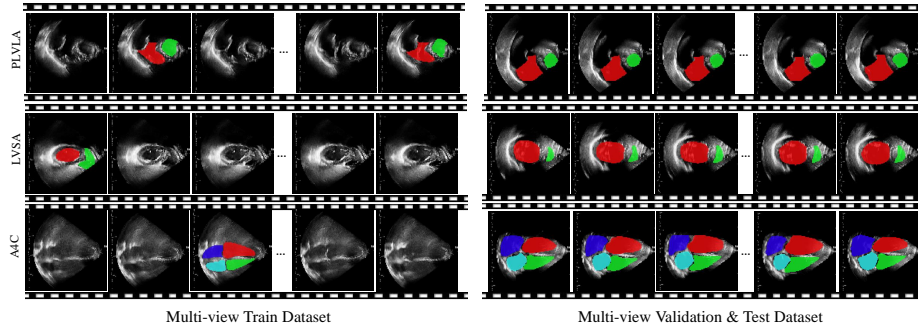 PLVLA
...
...
LVSA
...
...
A4C
...
...
Multi-view Train Dataset
Multi-view Validation & Test Dataset